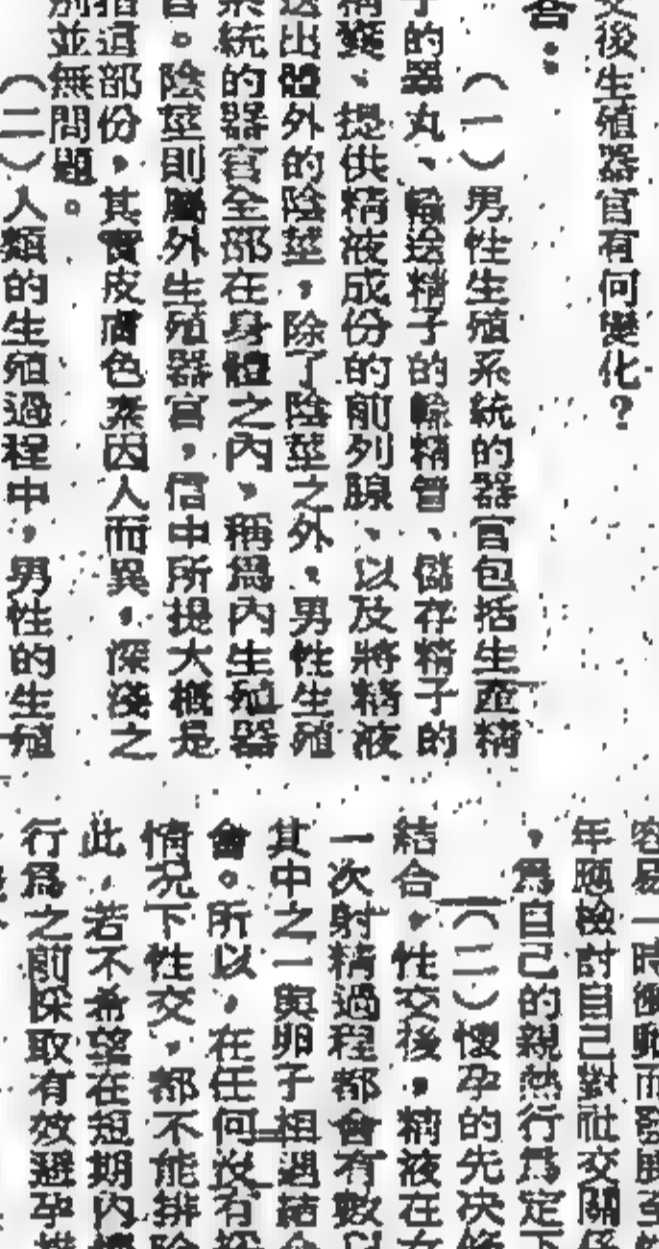 交後生殖器官有何變化？
答：
（一）男性生殖系統的器官包括生產精
子的睪丸、輸送精子的輸精管、儲存精子的
精囊、提供精液成份的前列腺、以及將精液
送出體外的陰莖，除了陰莖之外，男性生殖
系統的器官全部在身體之內，稱爲內生殖器
官。陰莖則屬外生殖器官，信中所提大概是
指這部份，其實皮膚色素因人而異，深淺之
別並無問題。
（二）人類的生殖過程中，男性的生殖
容易一時衝動而發展至
年應檢討自己對社交關係
，爲自己的親熱行爲定下
（二）懷孕的先決條
結合，性交後，精液在女
一次射精過程都會有數以
其中之一與卵子相遇結合
會。所以，在任何沒有採
情況下性交，都不能排除
此，若不希望在短期內懷
行爲之前採取有效避孕措